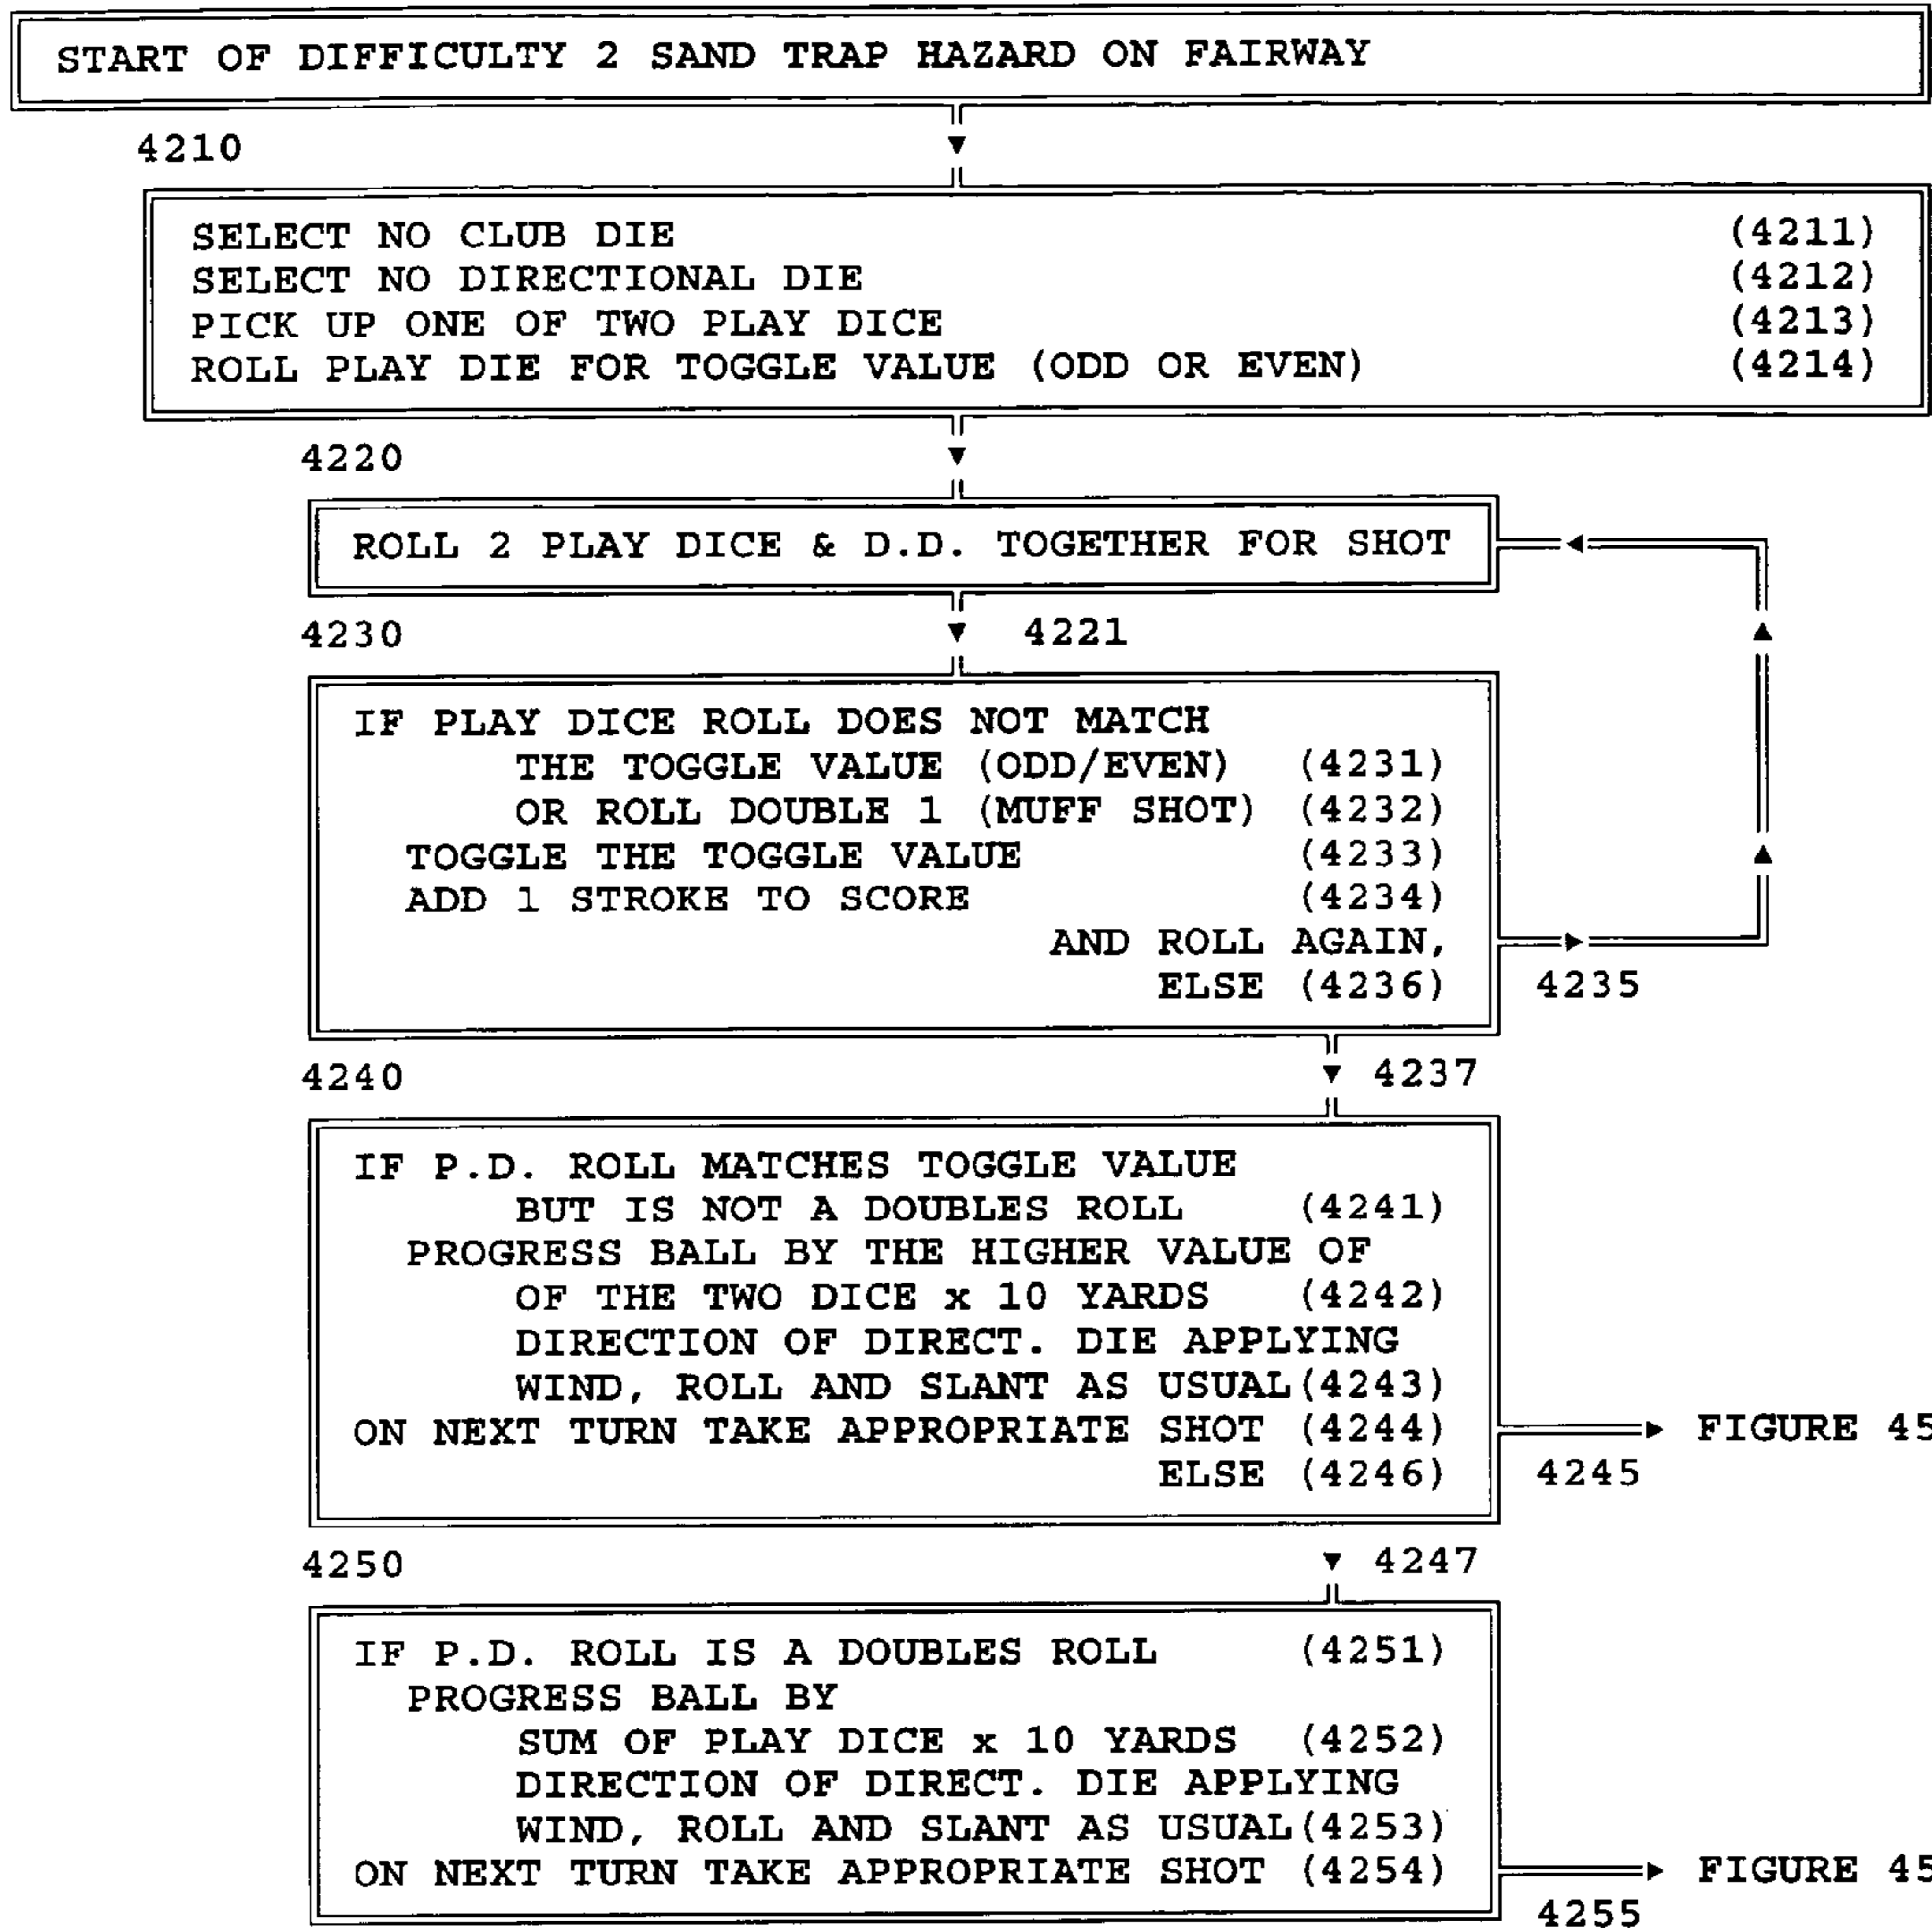 START OF DIFFICULTY 2 SAND TRAP HAZARD ON FAIRWAY
4210
SELECT NO CLUB DIE (4211)
SELECT NO DIRECTIONAL DIE (4212)
PICK UP ONE OF TWO PLAY DICE (4213)
ROLL PLAY DIE FOR TOGGLE VALUE (ODD OR EVEN) (4214)
4220
ROLL 2 PLAY DICE & D.D. TOGETHER FOR SHOT
4230 4221
IF PLAY DICE ROLL DOES NOT MATCH
THE TOGGLE VALUE (ODD/EVEN) (4231)
OR ROLL DOUBLE 1 (MUFF SHOT) (4232)
TOGGLE THE TOGGLE VALUE (4233)
ADD 1 STROKE TO SCORE (4234)
AND ROLL AGAIN,
ELSE (4236) 4235
4240 4237
IF P.D. ROLL MATCHES TOGGLE VALUE
BUT IS NOT A DOUBLES ROLL (4241)
PROGRESS BALL BY THE HIGHER VALUE OF
OF THE TWO DICE x 10 YARDS (4242)
DIRECTION OF DIRECT. DIE APPLYING
WIND, ROLL AND SLANT AS USUAL(4243)
ON NEXT TURN TAKE APPROPRIATE SHOT (4244) FIGURE 45
ELSE (4246) 4245
4250 4247
IF P.D. ROLL IS A DOUBLES ROLL (4251)
PROGRESS BALL BY
SUM OF PLAY DICE x 10 YARDS (4252)
DIRECTION OF DIRECT. DIE APPLYING
WIND, ROLL AND SLANT AS USUAL(4253)
ON NEXT TURN TAKE APPROPRIATE SHOT (4254) FIGURE 45
4255